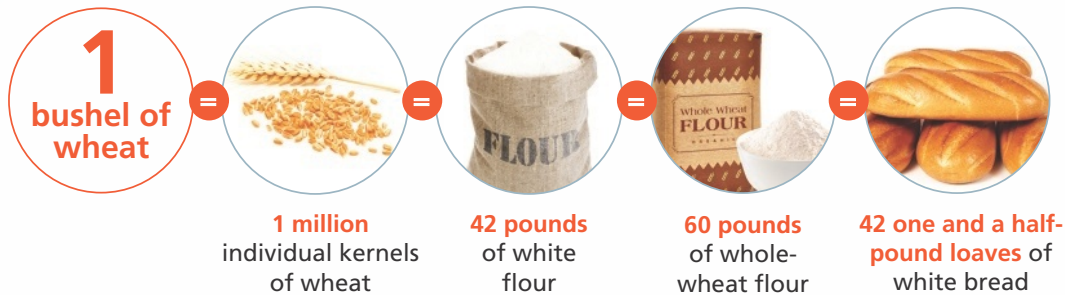 1
bushel of
wheat
=
=
=
=
FLOUR
Whole Wheat
FLOUR
1 million
individual kernels
of wheat
42 pounds
of white
flour
60 pounds
of whole-
wheat flour
42 one and a half-
pound loaves of
white bread